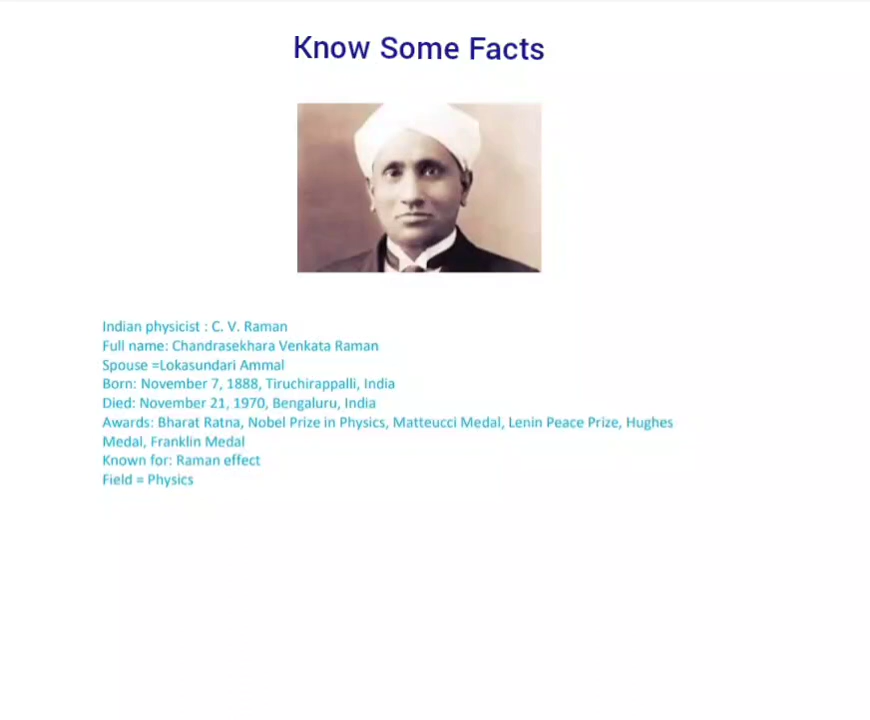 Know Some Facts
Indian physicist : C. V. Raman
Full name: Chandrasekhara Venkata Raman
Spouse =Lokasundari Ammal
Born: November 7, 1888, Tiruchirappalli, India
Died: November 21, 1970, Bengaluru, India
Awards: Bharat Ratna, Nobel Prize in Physics, Matteucci Medal, Lenin Peace Prize, Hughes
Medal, Franklin Medal
Known for: Raman effect
Field = Physics